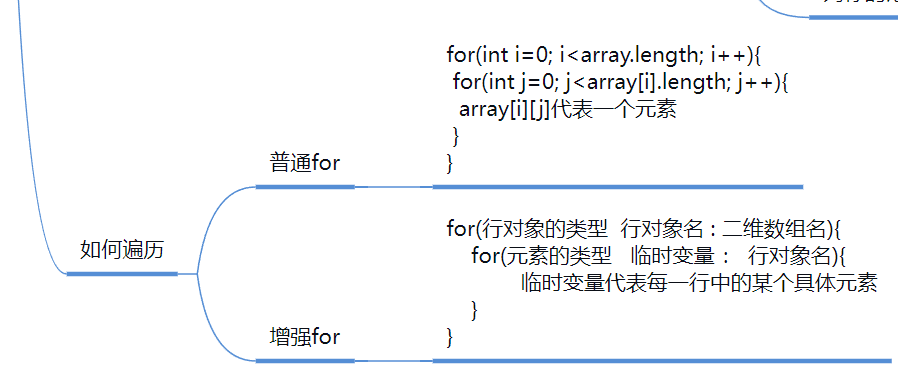 for(int i=0; i<array.length; i++){
for(int j=0; j<array[i].length; j++){
array[i][j]代表一个元素
}
}
普通for
如何遍历
for(行对象的类型 行对象名 : 二维数组名){
for(元素的类型 临时变量 : 行对象名){
临时变量代表每一行中的某个具体元素
}
}
增强for